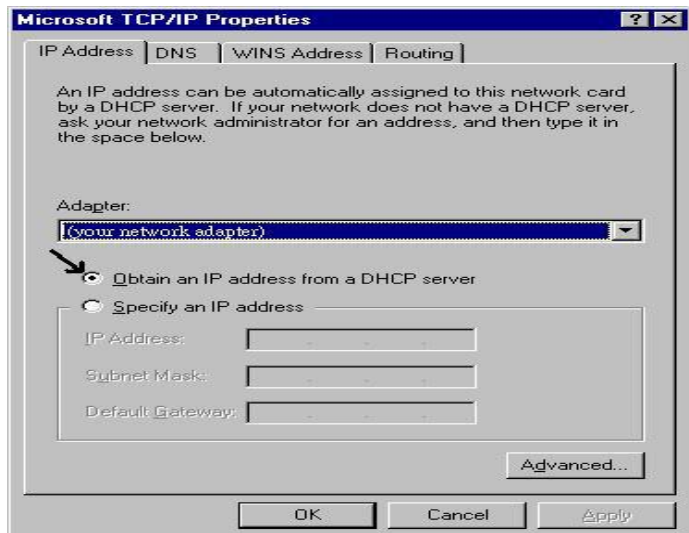 Microsoft TCP/IP Properties
IP Address DNS WINS Address Routing
An IP address can be automatically assigned to this network card
by a DHCP server. If your network does not have a DHCP server,
ask your network administrator for an address, and then type it in
the space below.
Adapter:
(your network adapter)
Obtain an IP address from a DHCP server
Specify an IP address
IP Address:
Subnet Mask:
Default Gateway:
Advanced...
OK Cancel Apply